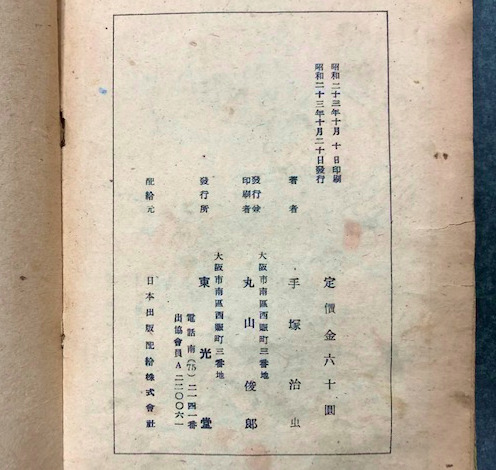 昭和二十三年十月 十 日印刷
昭和二十三年十月二十日發行
定價金六十圓
著者 手塚治虫
大阪市南區西賑町三番地
發行並印刷者 丸山俊郎
大阪市南區西賑町三番地
發行所 東光堂
電話南(75)二一四一番
出協會員A二二〇〇六一
配給元 日本出版配給株式會社